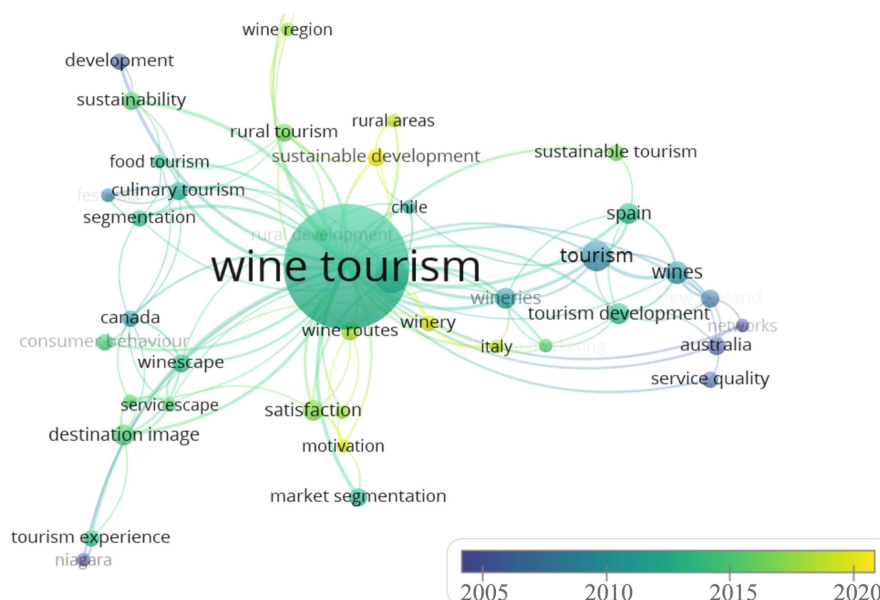 wine region
development
sustainability
rural areas
rural tourism
sustainable development
sustainable tourism
food tourism
culinary tourism
segmentation
chile
spain
rural development
wine tourism
tourism
wines
wineries
tourism development
networks
canada
consumer behaviour
wine routes
winery
italy
australia
winescape
service quality
servicescape
satisfaction
destination image
motivation
market segmentation
tourism experience
niagara
2005
2010
2015
2020